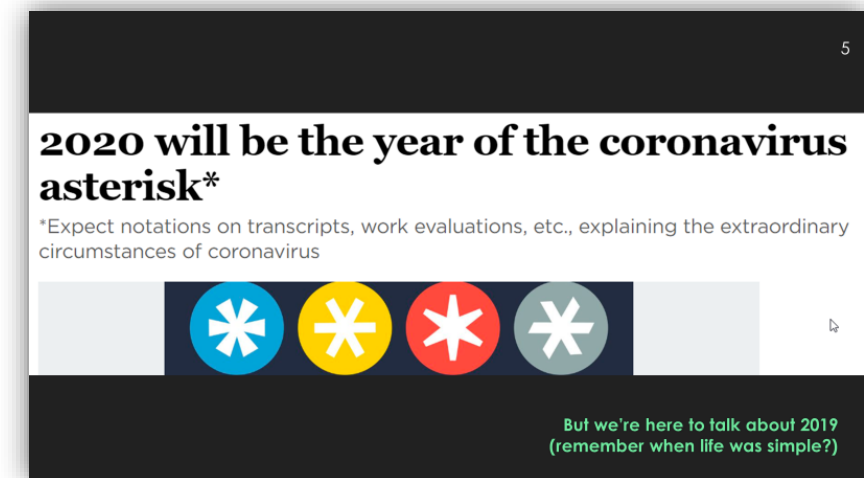 5
2020 will be the year of the coronavirus
asterisk*
*Expect notations on transcripts, work evaluations, etc., explaining the extraordinary
circumstances of coronavirus
But we're here to talk about 2019
(remember when life was simple?)